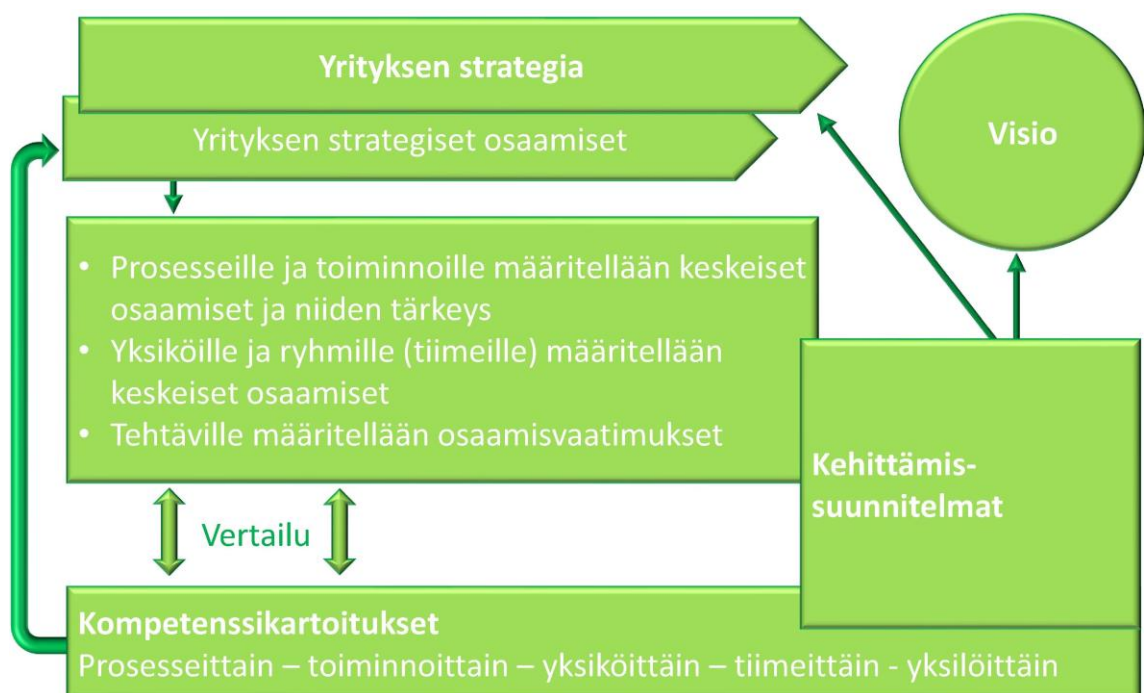 Yrityksen strategia
Yrityksen strategiset osaamiset
Visio
• Prosesseille ja toiminnoille määritellään keskeiset
osaamiset ja niiden tärkeys
• Yksiköille ja ryhmille (tiimeille) määritellään
keskeiset osaamiset
• Tehtäville määritellään osaamisvaatimukset
Kehittämis-
suunnitelmat
Vertailu
Kompetenssikartoitukset
Prosesseittain – toiminnoittain – yksiköittäin – tiimeittäin - yksilöittäin